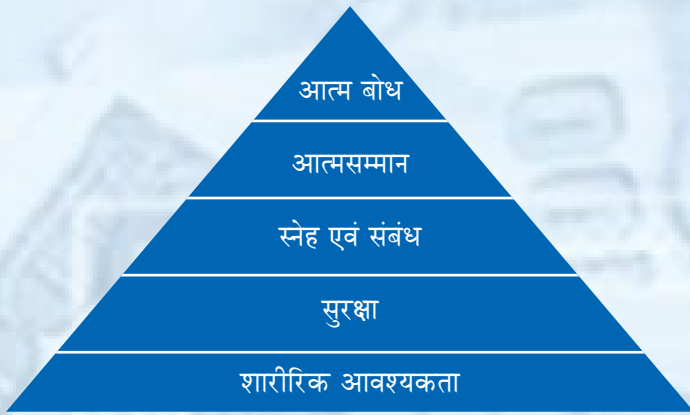 आत्म बोध
आत्मसम्मान
स्नेह एवं संबंध
सुरक्षा
शारीरिक आवश्यकता